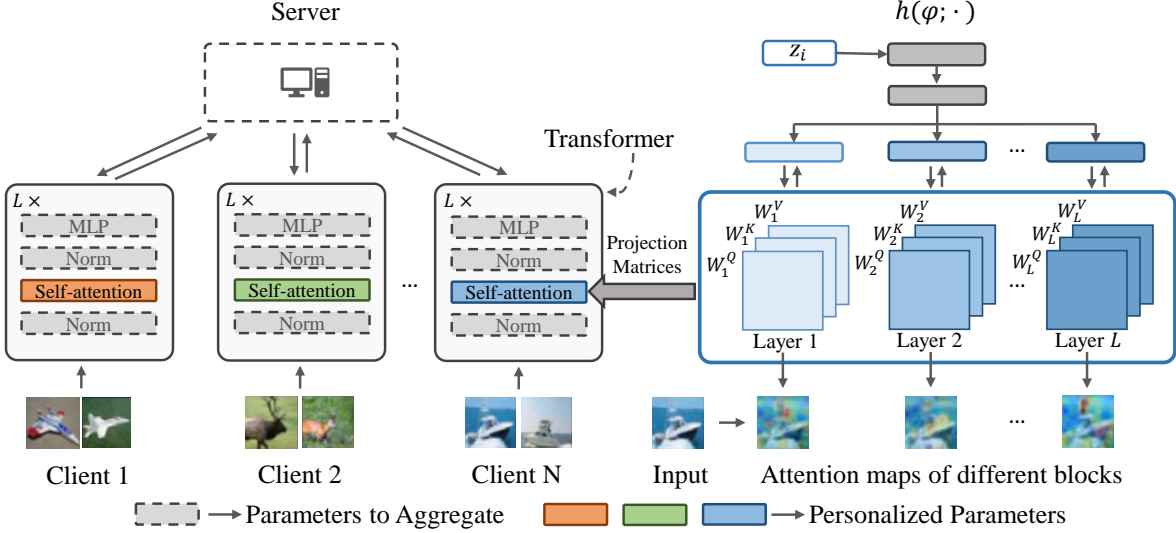 Server
h(φ; ·)
z_i
Transformer
L ×
MLP
Norm
Self-attention
Norm
L ×
MLP
Norm
Self-attention
Norm
...
L ×
MLP
Norm
Self-attention
Norm
Projection
Matrices
...
W_1^V
W_1^K
W_1^Q
Layer 1
W_2^V
W_2^K
W_2^Q
Layer 2
...
W_L^V
W_L^K
W_L^Q
Layer L
...
Client 1
Client 2
Client N
Input
Attention maps of different blocks
Parameters to Aggregate
Personalized Parameters